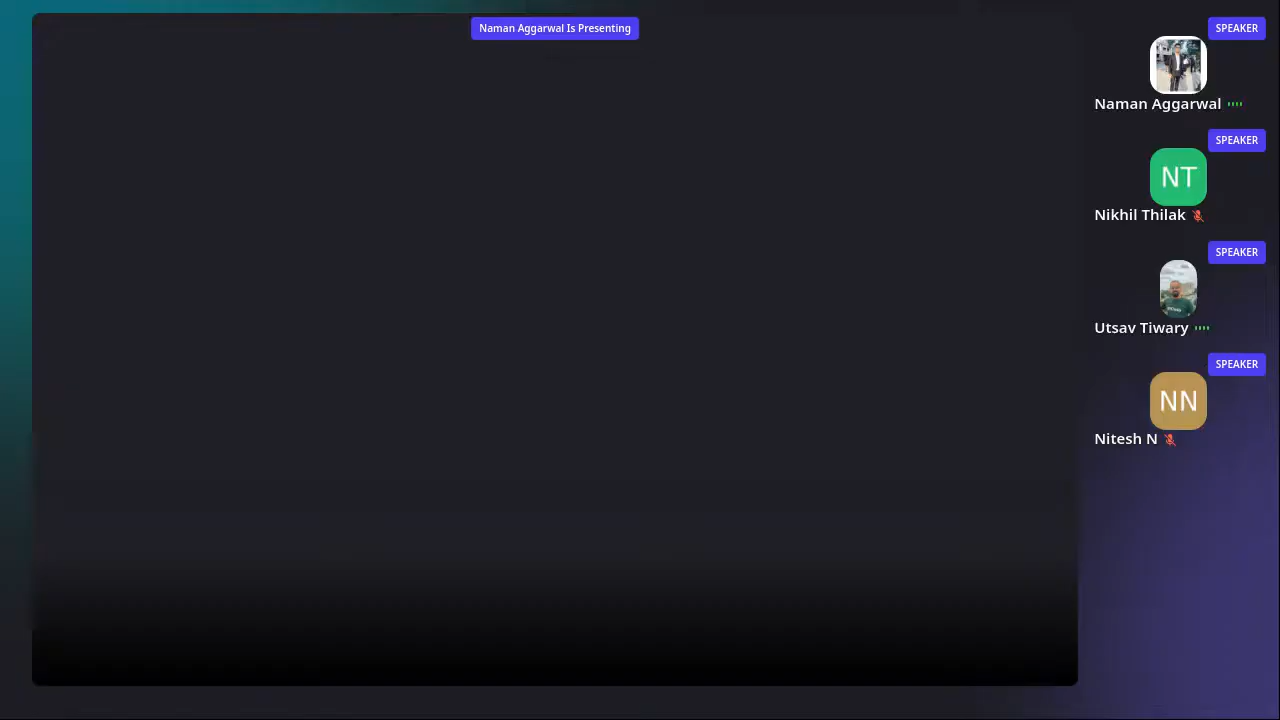 Naman Aggarwal Is Presenting
SPEAKER
Naman Aggarwal
SPEAKER
NT
Nikhil Thilak
SPEAKER
Utsav Tiwary
SPEAKER
NN
Nitesh N